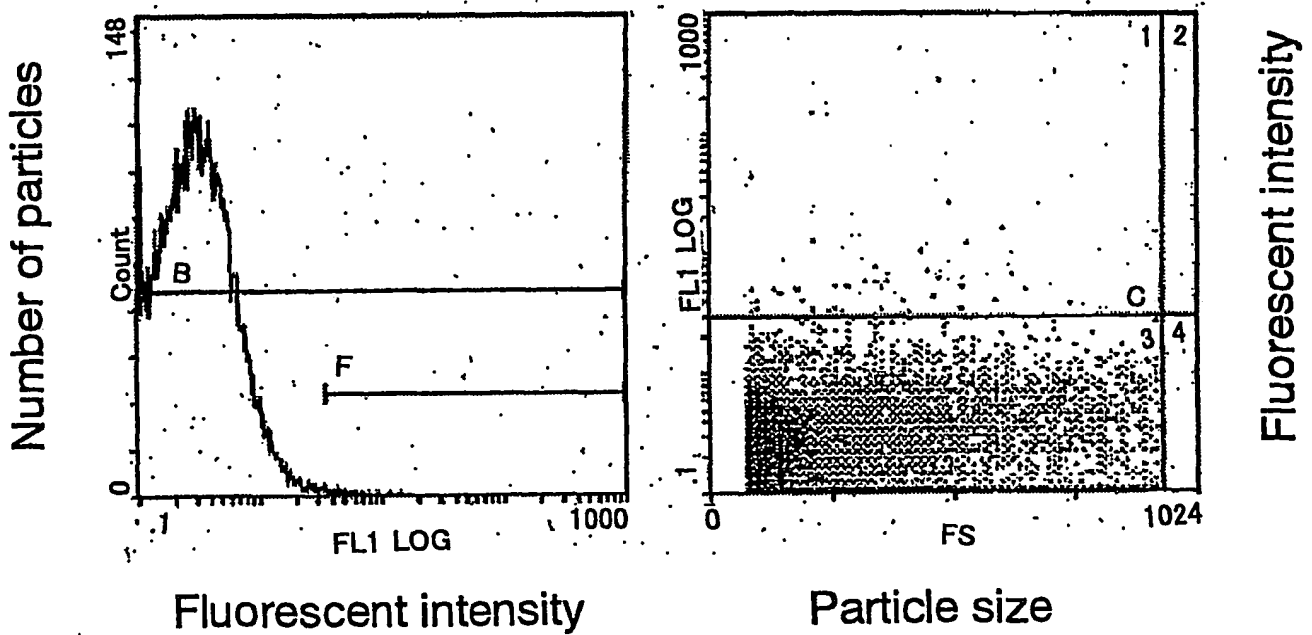 Number of particles
148
Count
0
B
F
.1
1000
FL1 LOG
Fluorescent intensity
1000
FL1 LOG
.1
1
2
C
3
4
0
1024
FS
Particle size
Fluorescent intensity